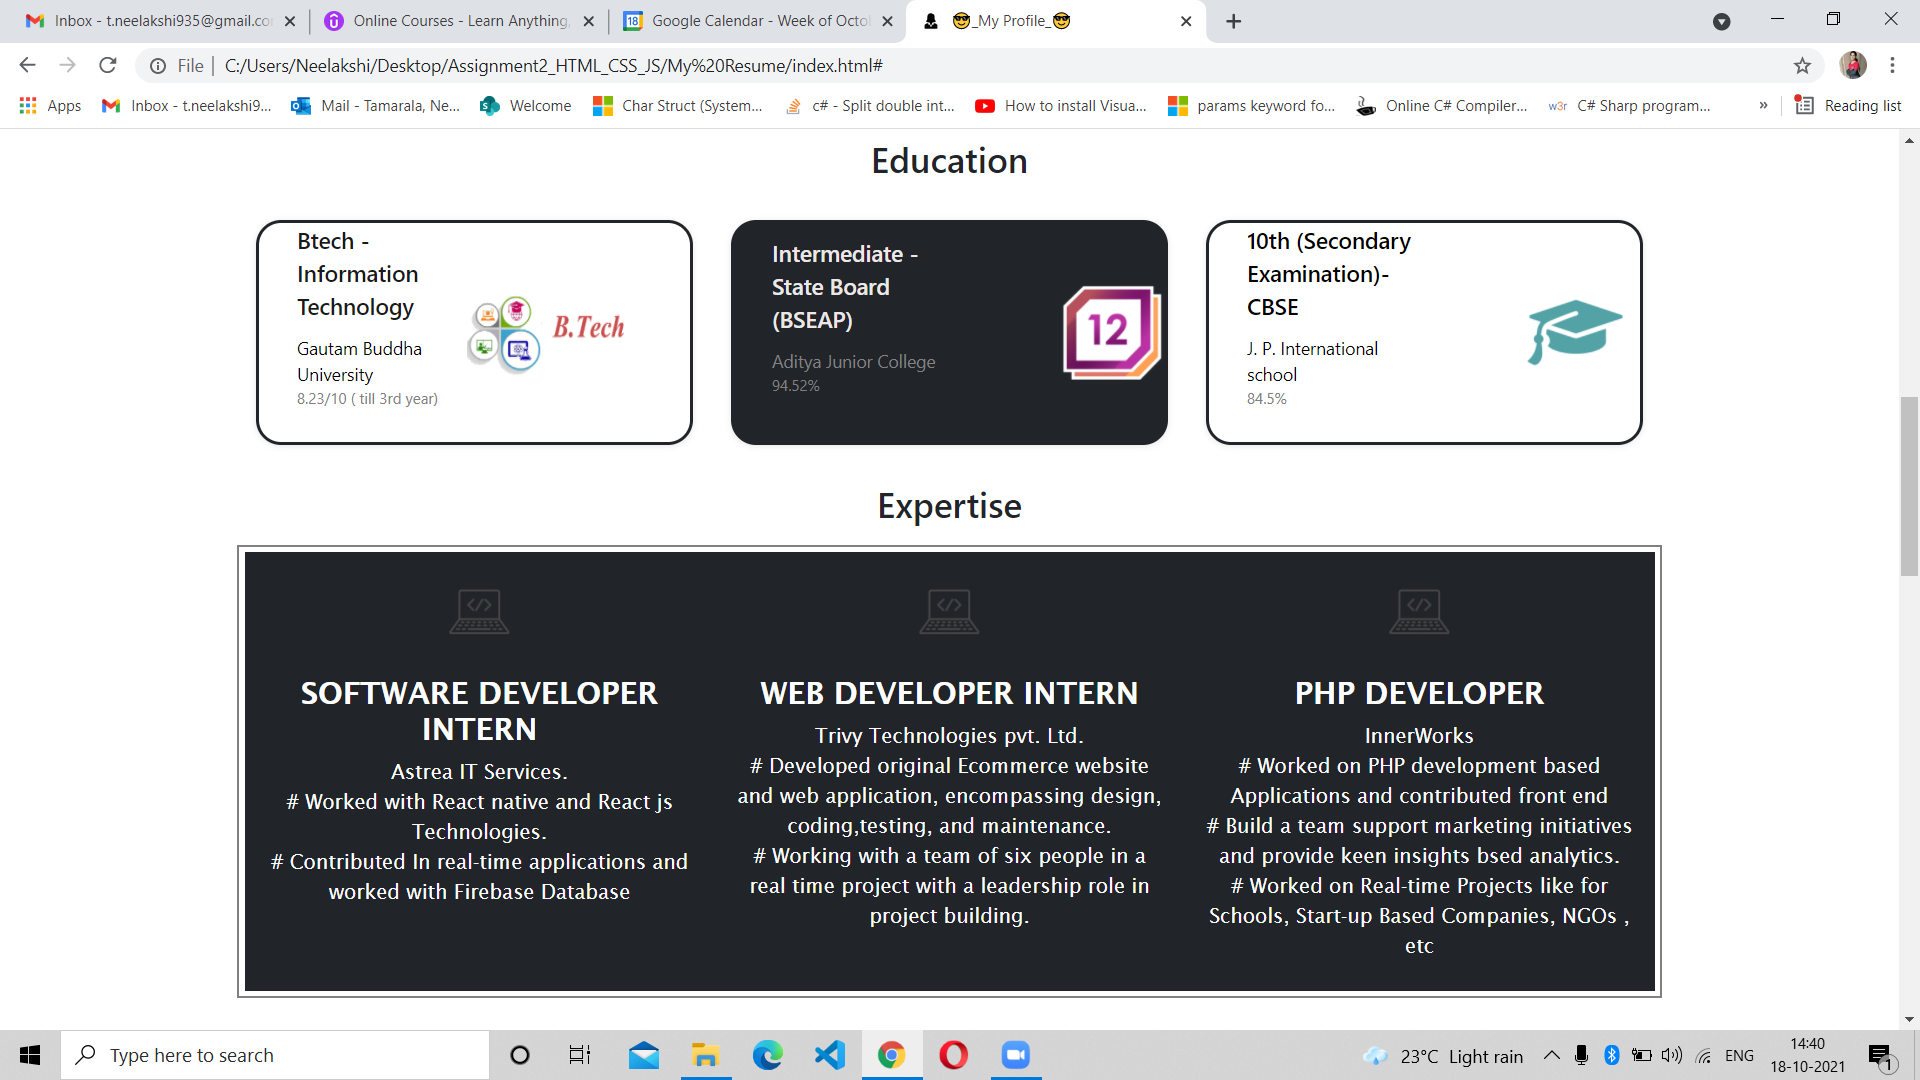 Inbox - t.neelakshi935@gmail.co
Online Courses - Learn Anything,
18
Google Calendar - Week of Octo
😎_My Profile_😎
File
C:/Users/Neelakshi/Desktop/Assignment2_HTML_CSS_JS/My%20Resume/index.html#
Apps
Inbox - t.neelakshi9...
Mail - Tamarala, Ne...
Welcome
Char Struct (System...
c# - Split double int...
How to install Visua...
params keyword fo...
Online C# Compiler...
w3r
C# Sharp program...
»
Reading list
Education
Btech -
Information
Technology
Gautam Buddha
University
8.23/10 ( till 3rd year)
B.Tech
Intermediate -
State Board
(BSEAP)
Aditya Junior College
94.52%
12
10th (Secondary
Examination)-
CBSE
J. P. International
school
84.5%
Expertise
SOFTWARE DEVELOPER
INTERN
Astrea IT Services.
# Worked with React native and React js
Technologies.
# Contributed In real-time applications and
worked with Firebase Database
WEB DEVELOPER INTERN
Trivy Technologies pvt. Ltd.
# Developed original Ecommerce website
and web application, encompassing design,
coding,testing, and maintenance.
# Working with a team of six people in a
real time project with a leadership role in
project building.
PHP DEVELOPER
InnerWorks
# Worked on PHP development based
Applications and contributed front end
# Build a team support marketing initiatives
and provide keen insights bsed analytics.
# Worked on Real-time Projects like for
Schools, Start-up Based Companies, NGOs ,
etc
Type here to search
23°C Light rain
ENG
14:40
18-10-2021
1